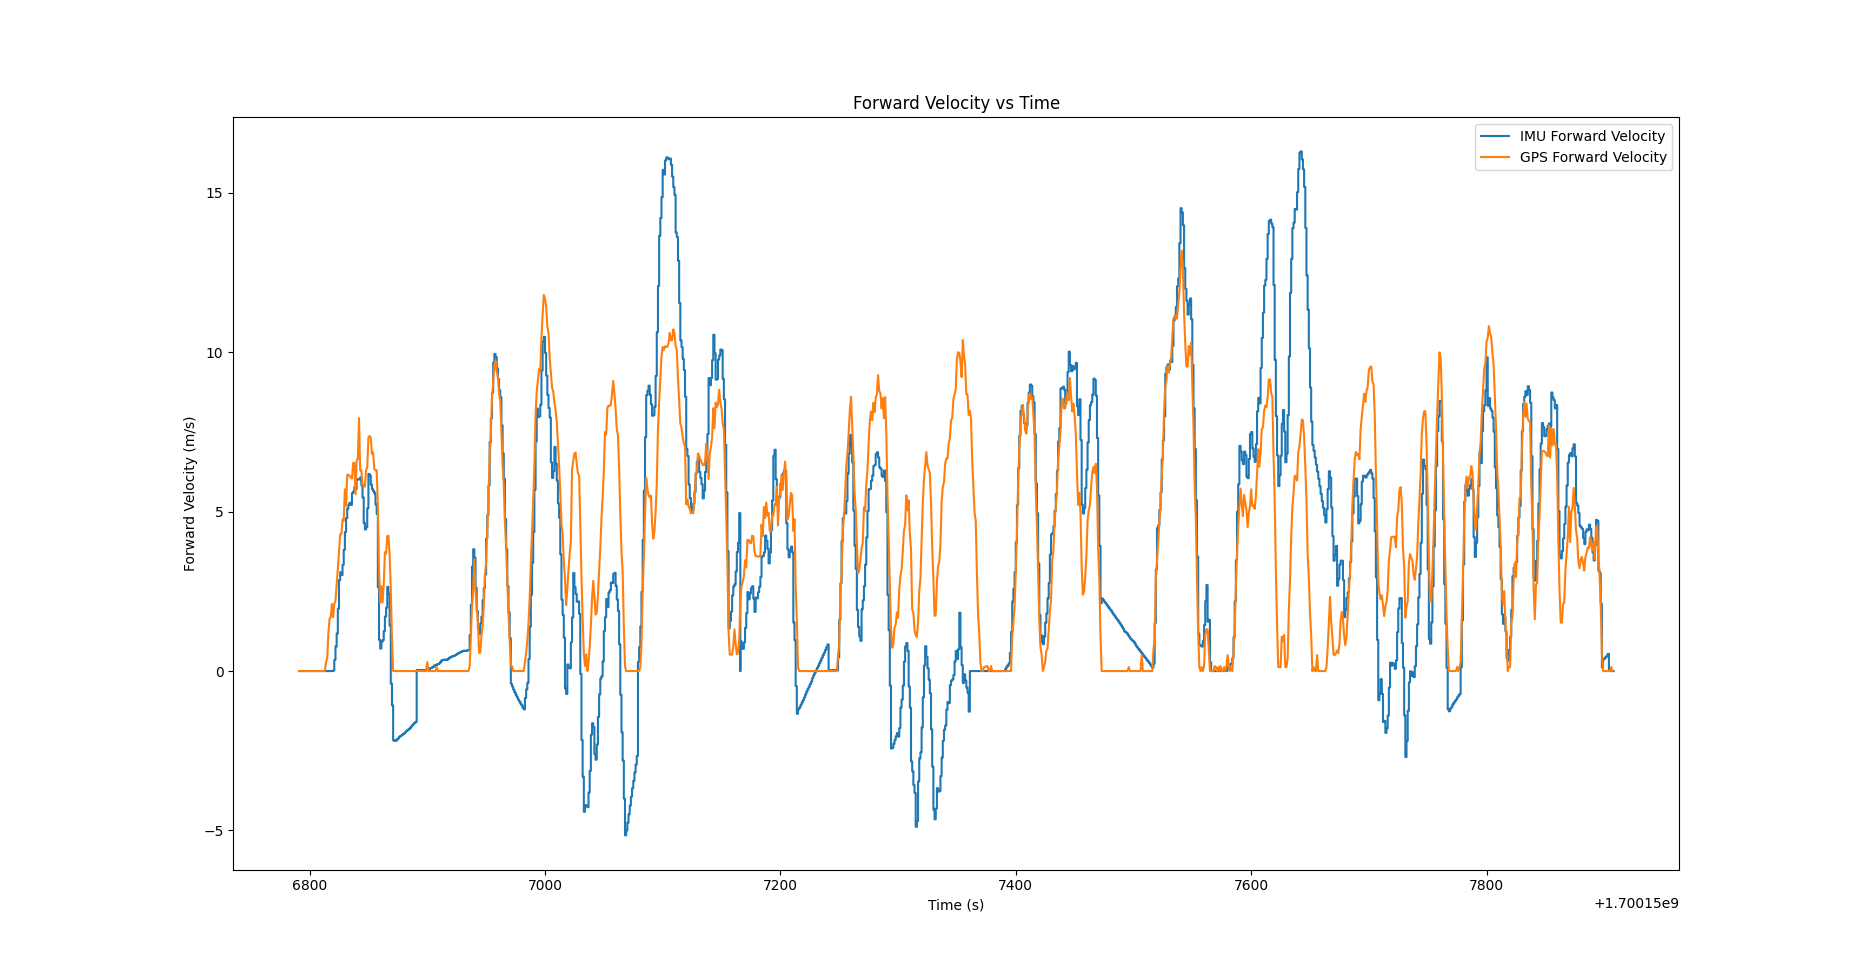 Forward Velocity vs Time
IMU Forward Velocity
GPS Forward Velocity
Forward Velocity (m/s)
15
10
5
0
−5
6800
7000
7200
7400
7600
7800
Time (s)
+1.70015e9